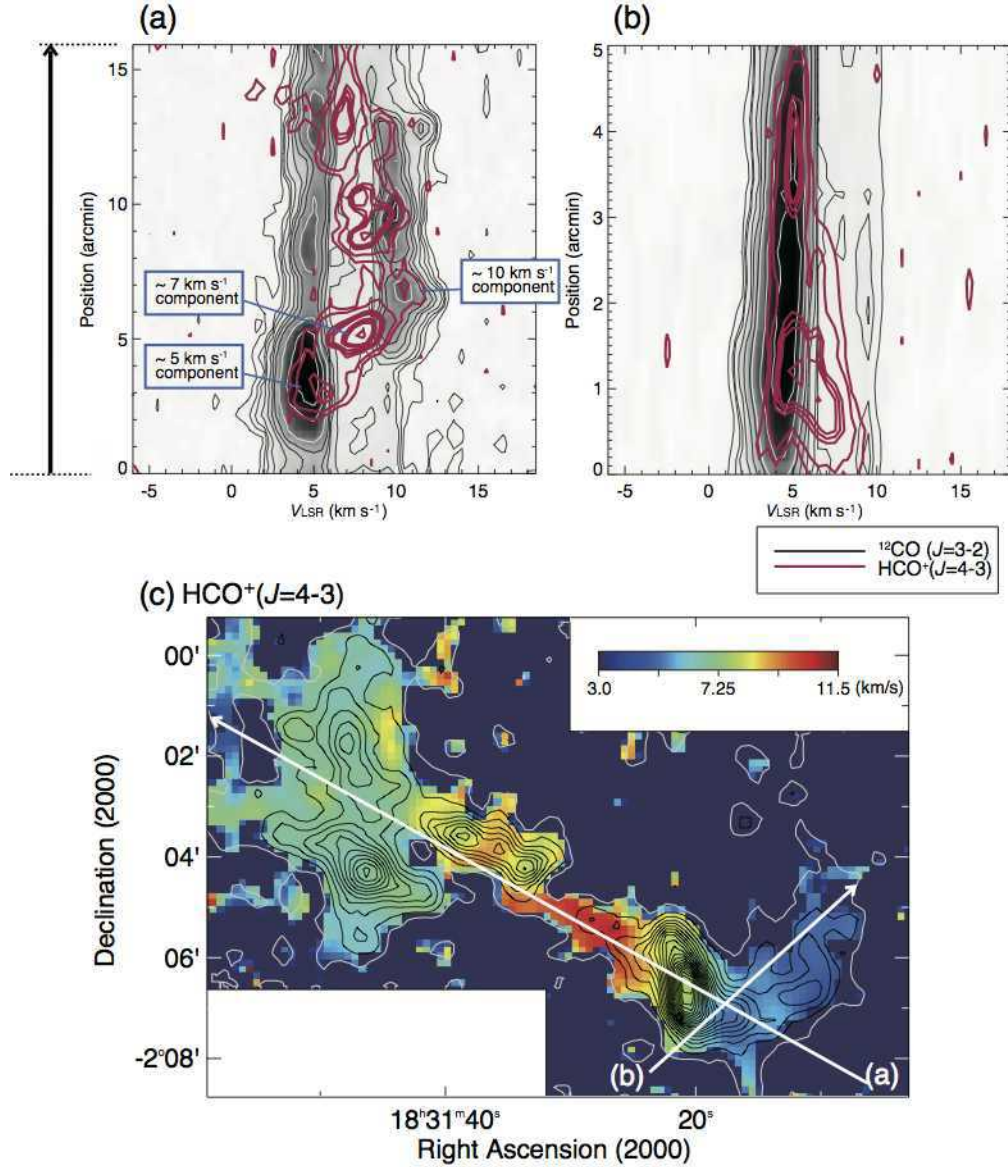 (a)
(b)
Position (arcmin)
15
10
5
0
~ 7 km s⁻¹
component
~ 5 km s⁻¹
component
~ 10 km s⁻¹
component
-5 0 5 10 15
VLSR (km s⁻¹)
Position (arcmin)
5
4
3
2
1
0
-5 0 5 10 15
VLSR (km s⁻¹)
¹²CO (J=3-2)
HCO⁺(J=4-3)
(c) HCO⁺(J=4-3)
3.0 7.25 11.5 (km/s)
Declination (2000)
00'
02'
04'
06'
-2°08'
(b)
(a)
18ʰ31ᵐ40ˢ 20ˢ
Right Ascension (2000)